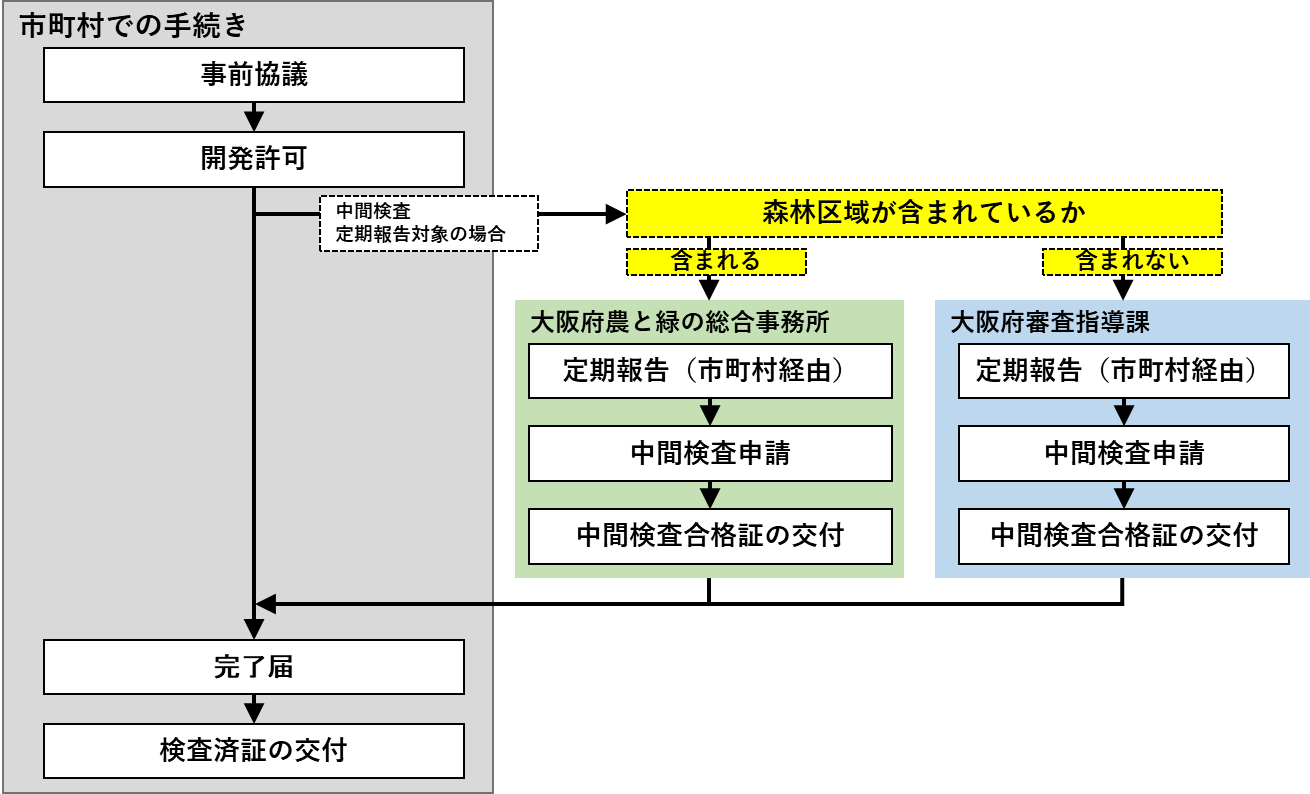 市町村での手続き
事前協議
開発許可
中間検査
定期報告対象の場合
森林区域が含まれているか
含まれる
含まれない
大阪府農と緑の総合事務所
定期報告（市町村経由）
中間検査申請
中間検査合格証の交付
大阪府審査指導課
定期報告（市町村経由）
中間検査申請
中間検査合格証の交付
完了届
検査済証の交付